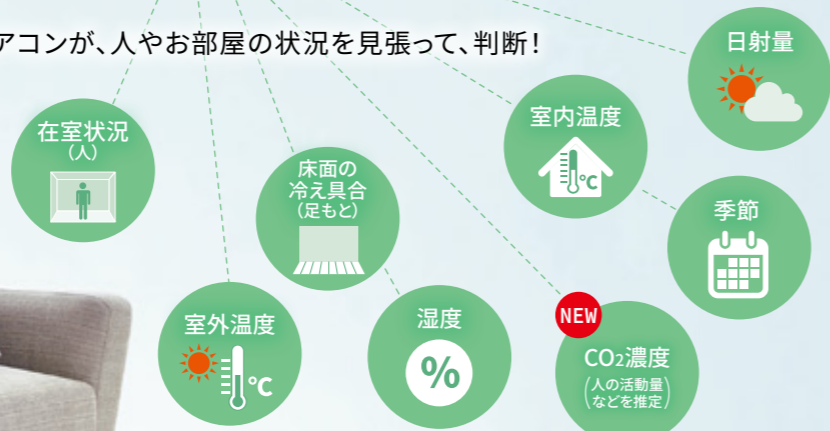 アコンが、人やお部屋の状況を見張って、判断！
日射量
在室状況
（人）
室内温度
℃
床面の
冷え具合
（足もと）
季節
室外温度
℃
湿度
%
NEW
CO₂濃度
（人の活動量
などを推定）